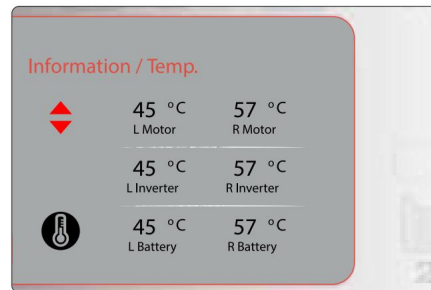 Information / Temp.
45 °C 57 °C
L Motor R Motor
45 °C 57 °C
L Inverter R Inverter
45 °C 57 °C
L Battery R Battery